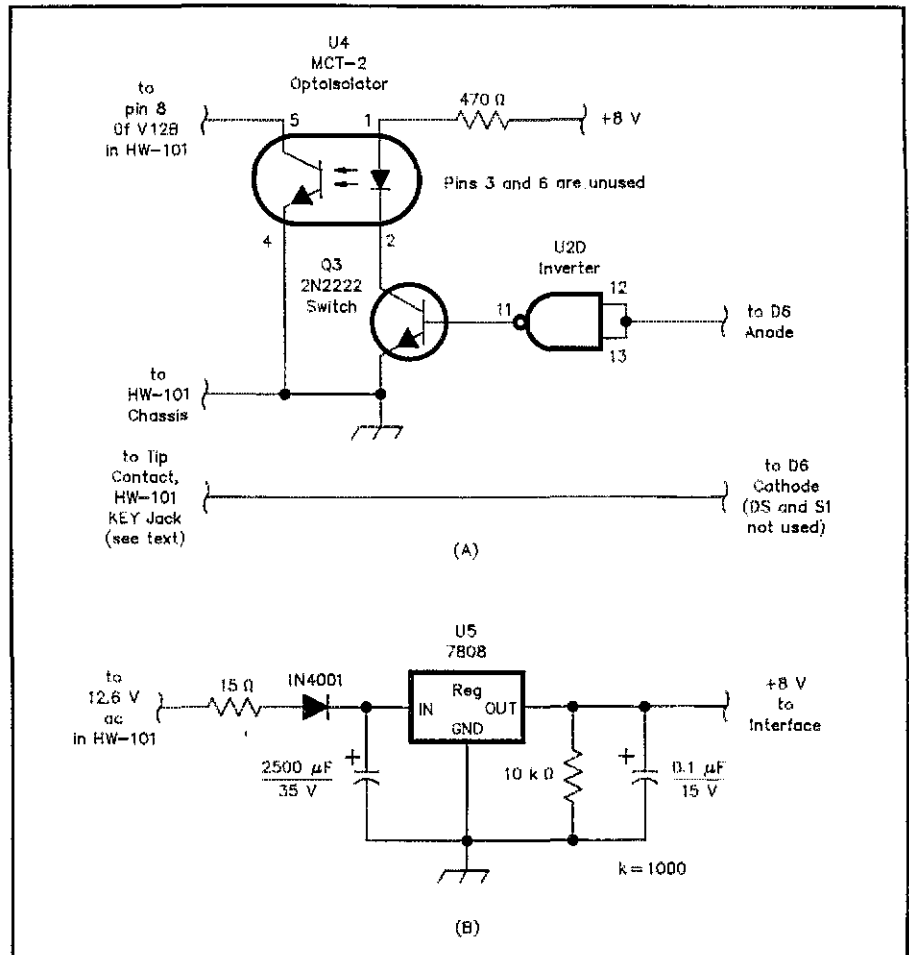 U4
MCT-2
Optoisolator
to
pin 8
Of V12B
in HW-101
5
1
470 Ω
+8 V
Pins 3 and 6 are unused
4
2
Q3
2N2222
Switch
U2D
Inverter
11
12
13
to D6
Anode
to
HW-101
Chassis
to Tip
Contact,
HW-101
KEY Jack
(see text)
to D6
Cathode
(D5 and S1
not used)
(A)
U5
7808
to
12.6 V
ac
in HW-101
15 Ω
1N4001
Reg
IN
OUT
GND
+8 V
to
Interface
+
2500 µF
35 V
10 k Ω
+
0.1 µF
15 V
k=1000
(B)